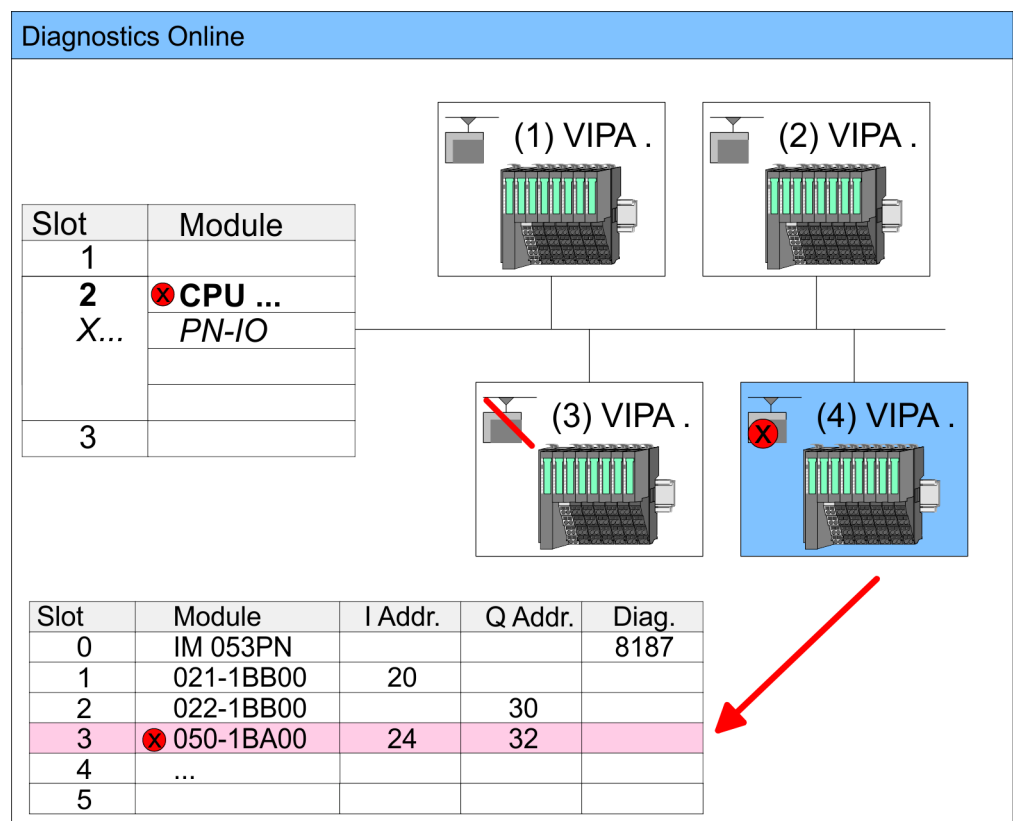 Diagnostics Online
(1) VIPA .
(2) VIPA .
Slot Module
1
2 X CPU ...
X... PN-IO
3
(3) VIPA .
X (4) VIPA .
Slot Module I Addr. Q Addr. Diag.
0 IM 053PN 8187
1 021-1BB00 20
2 022-1BB00 30
3 X 050-1BA00 24 32
4 ...
5